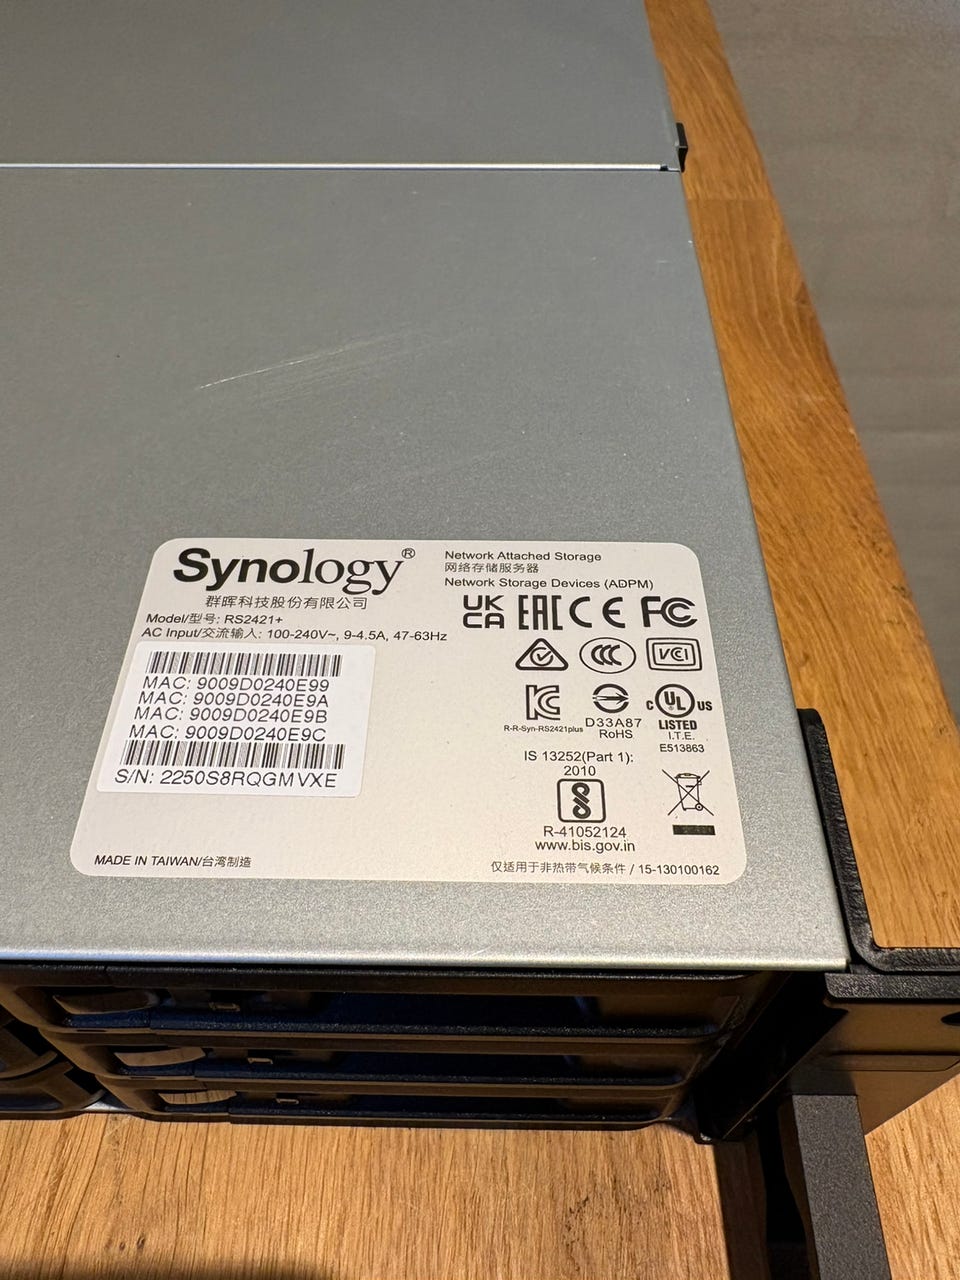 Synology®
群晖科技股份有限公司
Model/型号: RS2421+
AC Input/交流输入: 100-240V~, 9-4.5A, 47-63Hz
MAC: 9009D0240E99
MAC: 9009D0240E9A
MAC: 9009D0240E9B
MAC: 9009D0240E9C
S/N: 2250S8RQGMVXE
MADE IN TAIWAN/台湾制造
Network Attached Storage
网络存储服务器
Network Storage Devices (ADPM)
UK CA EAC CE FC
CCC VCCI
KC
R-R-Syn-RS2421plus
D33A87
RoHS
c UL US
LISTED
I.T.E.
E513863
IS 13252(Part 1):
2010
R-41052124
www.bis.gov.in
仅适用于非热带气候条件 / 15-130100162